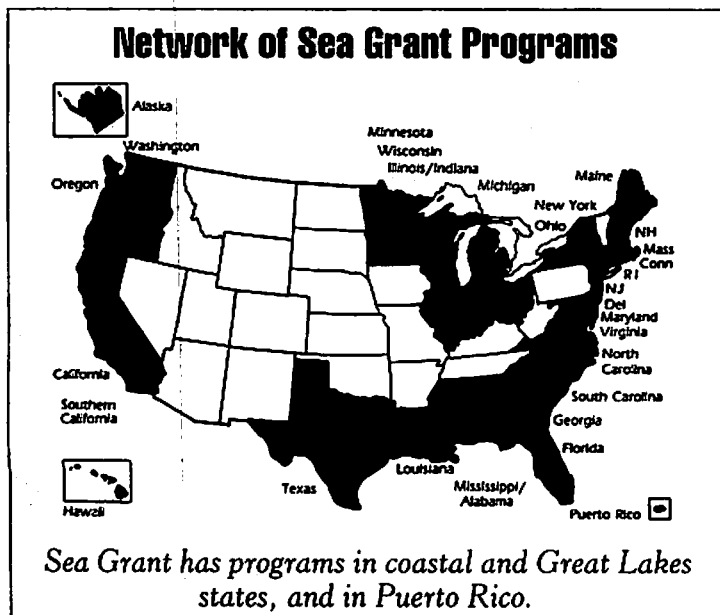 Network of Sea Grant Programs
Alaska
Washington
Oregon
Minnesota
Wisconsin
Illinois/Indiana
Michigan
Maine
New York
Ohio
NH
Mass
Conn
RI
NJ
Del
Maryland
Virginia
North
Carolina
South Carolina
Georgia
Florida
California
Southern
California
Louisiana
Mississippi/
Alabama
Texas
Hawaii
Puerto Rico
Sea Grant has programs in coastal and Great Lakes
states, and in Puerto Rico.